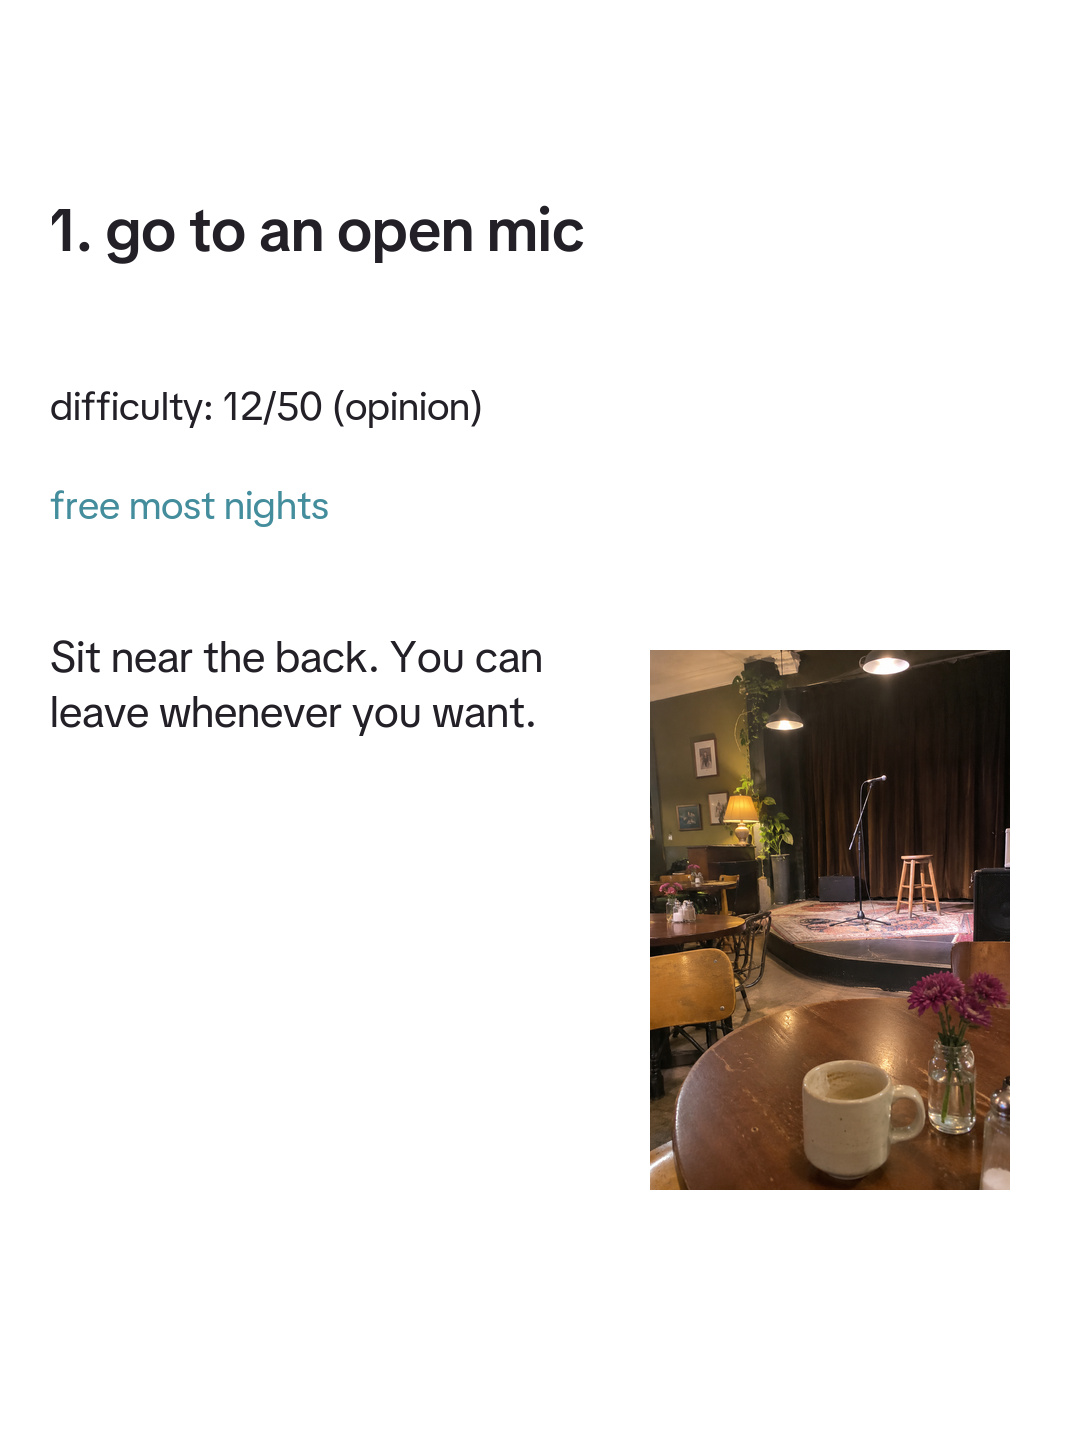 1. go to an open mic
difficulty: 12/50 (opinion)
free most nights
Sit near the back. You can
leave whenever you want.